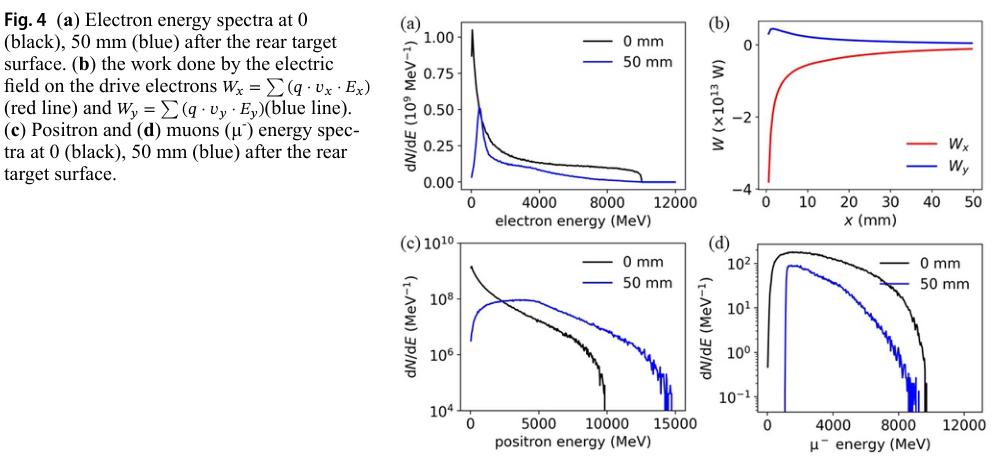 Fig. 4 (a) Electron energy spectra at 0
(black), 50 mm (blue) after the rear target
surface. (b) the work done by the electric
field on the drive electrons Wₓ = ∑(q · vₓ · Eₓ)
(red line) and W_y = ∑(q · v_y · E_y)(blue line).
(c) Positron and (d) muons (μ⁻) energy spec-
tra at 0 (black), 50 mm (blue) after the rear
target surface.
(a)
1.00
0.75
0.50
0.25
0.00
dN/dE (10⁹ MeV⁻¹)
0 mm
50 mm
0 4000 8000 12000
electron energy (MeV)
(b)
0
−2
−4
W (×10¹³ W)
Wₓ
W_y
0 10 20 30 40 50
x (mm)
(c)
10¹⁰
10⁸
10⁶
10⁴
dN/dE (MeV⁻¹)
0 mm
50 mm
0 5000 10000 15000
positron energy (MeV)
(d)
10²
10¹
10⁰
10⁻¹
dN/dE (MeV⁻¹)
0 mm
50 mm
0 4000 8000 12000
μ⁻ energy (MeV)